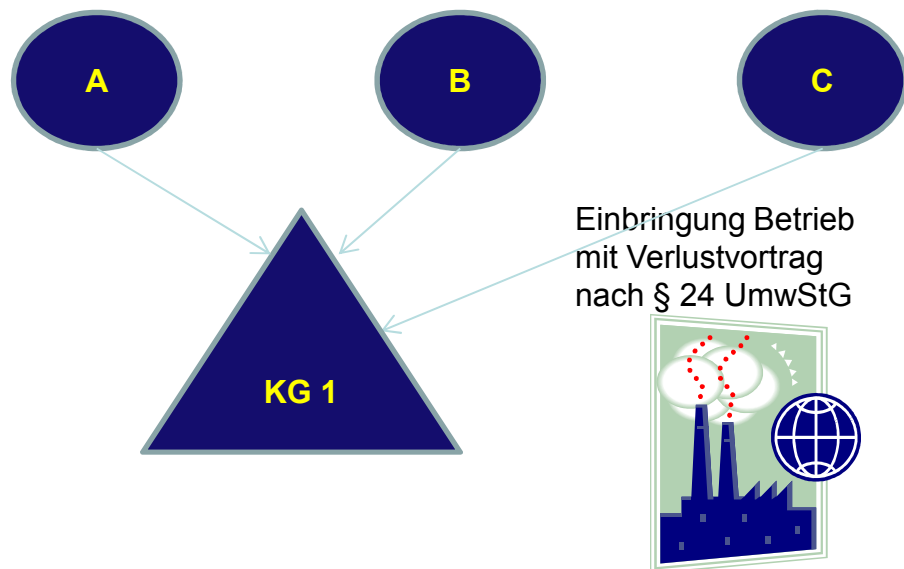 A
B
C
Einbringung Betrieb
mit Verlustvortrag
nach § 24 UmwStG
KG 1